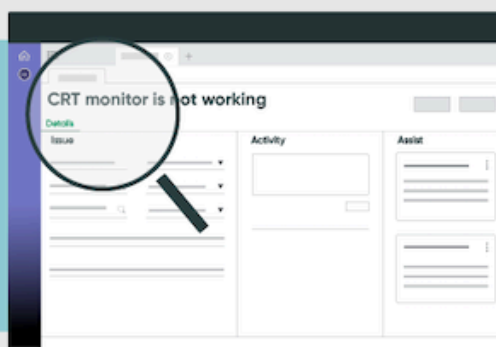 CRT monitor is not working
Details
Issue
Activity
Assist